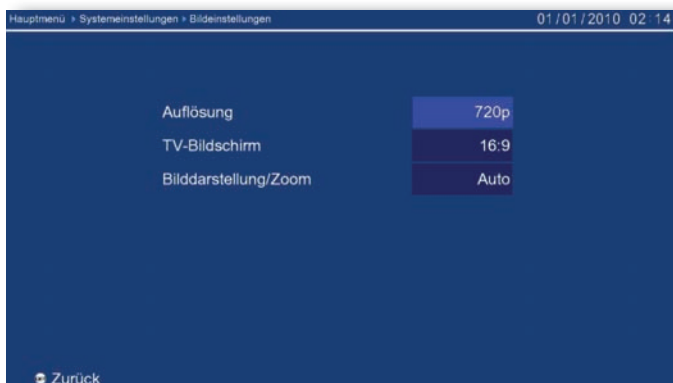 Hauptmenü ▸ Systemeinstellungen ▸ Bildeinstellungen 01/01/2010 02:14
Auflösung 720p
TV-Bildschirm 16:9
Bilddarstellung/Zoom Auto
Zurück